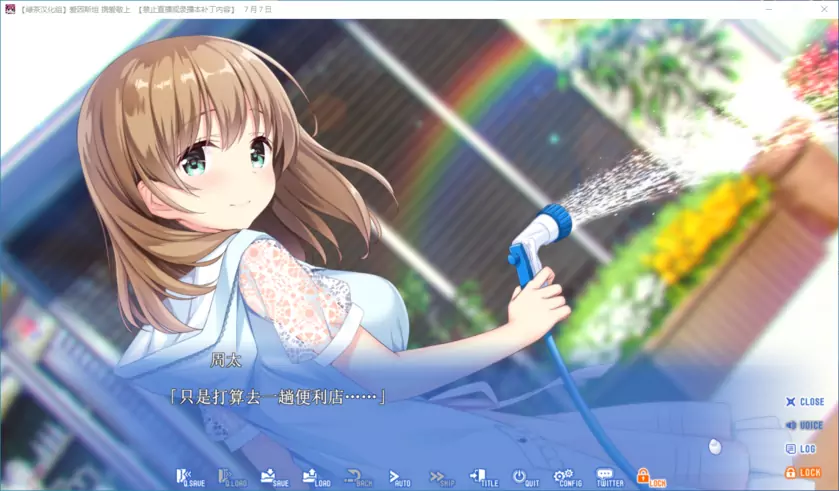 【绿茶汉化组】爱因斯坦 携爱敬上 【禁止直播或录播本补丁内容】 7月7日
周太
「只是打算去一趟便利店……」
CLOSE
VOICE
LOG
LOCK
Q.SAVE Q.LOAD SAVE LOAD BACK AUTO SKIP TITLE QUIT CONFIG TWITTER LOCK